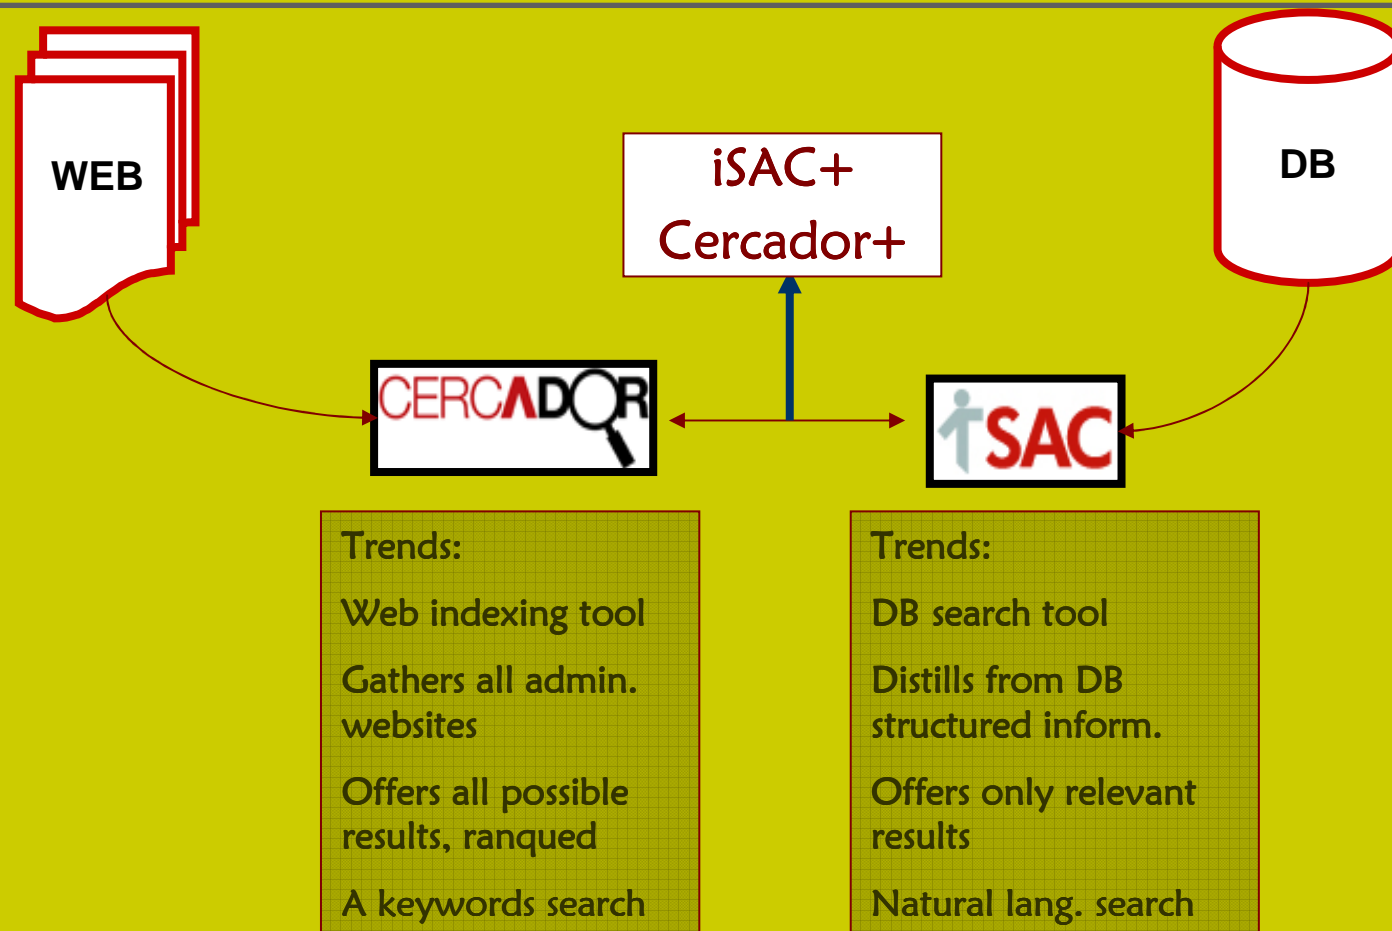 WEB
DB
iSAC+
Cercador+
CERCADOR
iSAC
Trends:
Web indexing tool
Gathers all admin.
websites
Offers all possible
results, ranqued
A keywords search
Trends:
DB search tool
Distills from DB
structured inform.
Offers only relevant
results
Natural lang. search